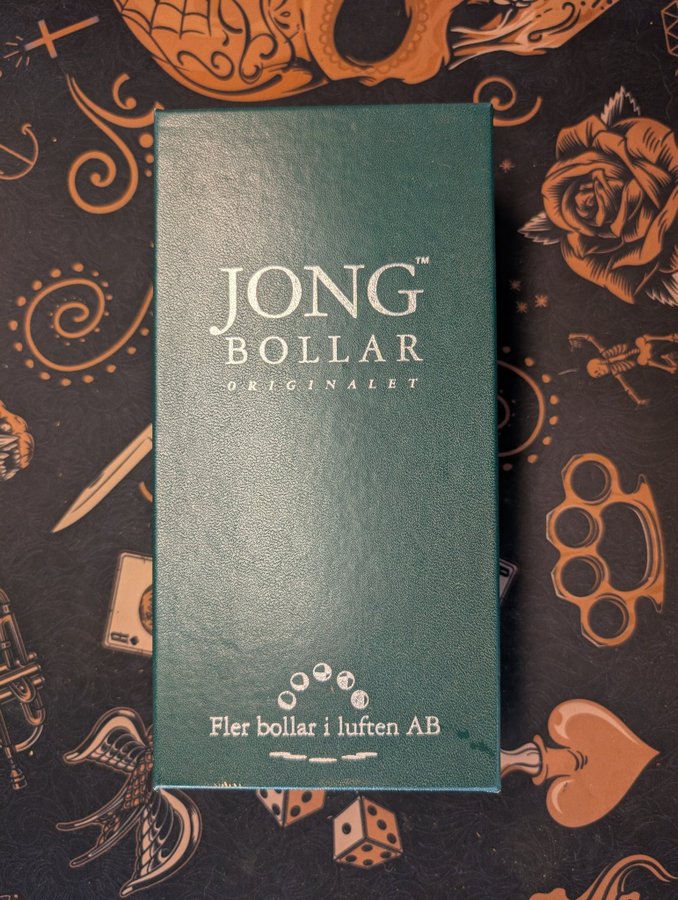 JONG™
BOLLAR
ORIGINALET
Fler bollar i luften AB